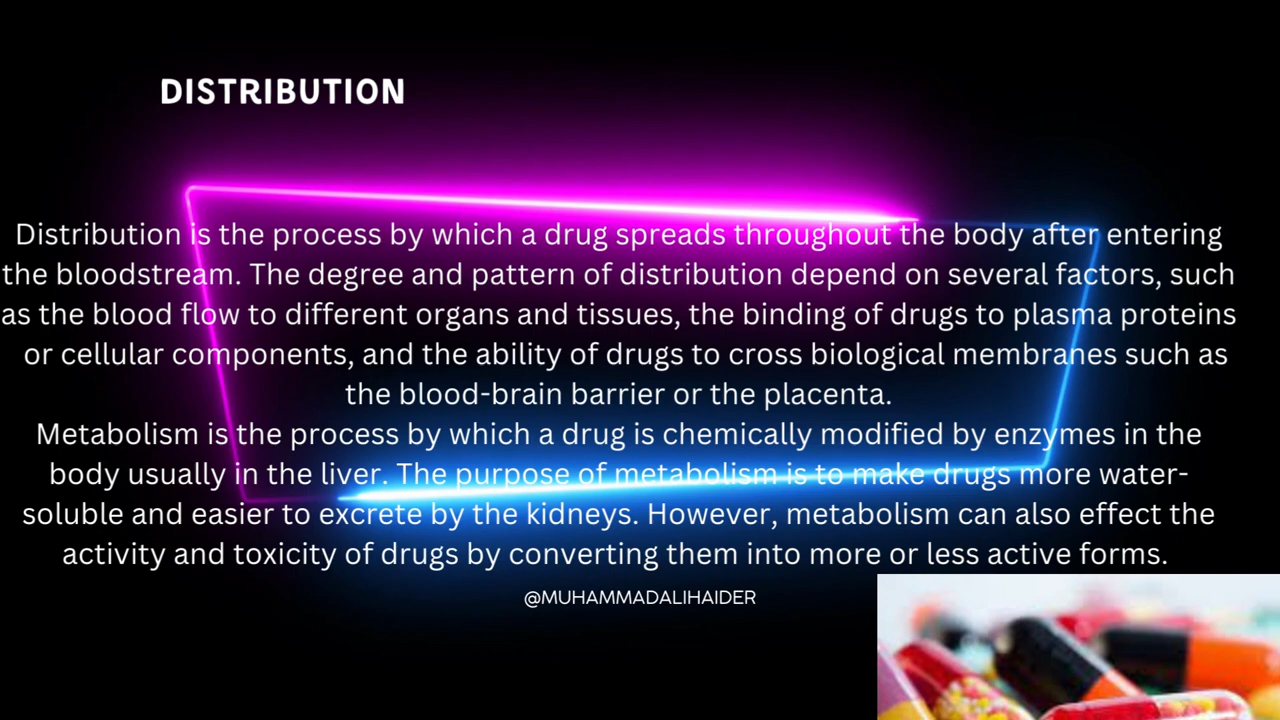 DISTRIBUTION
Distribution is the process by which a drug spreads throughout the body after entering
the bloodstream. The degree and pattern of distribution depend on several factors, such
as the blood flow to different organs and tissues, the binding of drugs to plasma proteins
or cellular components, and the ability of drugs to cross biological membranes such as
the blood-brain barrier or the placenta.
Metabolism is the process by which a drug is chemically modified by enzymes in the
body usually in the liver. The purpose of metabolism is to make drugs more water-
soluble and easier to excrete by the kidneys. However, metabolism can also effect the
activity and toxicity of drugs by converting them into more or less active forms.
@MUHAMMADALIHAIDER